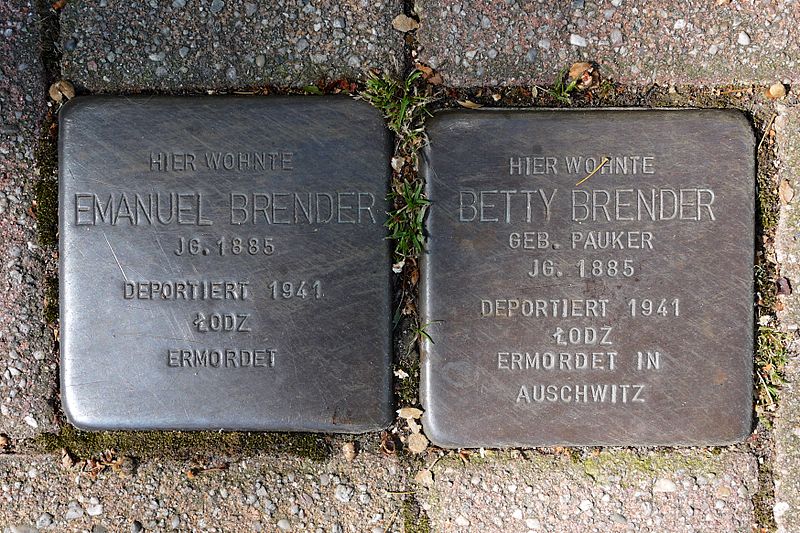 HIER WOHNTE
EMANUEL BRENDER
JG. 1885
DEPORTIERT 1941
ŁODZ
ERMORDET
HIER WOHNTE
BETTY BRENDER
GEB. PAUKER
JG. 1885
DEPORTIERT 1941
ŁODZ
ERMORDET IN
AUSCHWITZ